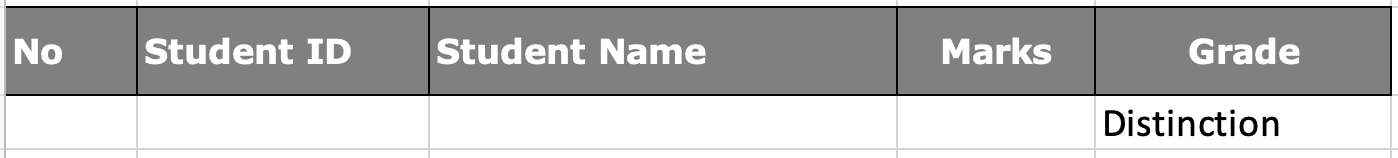 No Student ID Student Name Marks Grade
Distinction